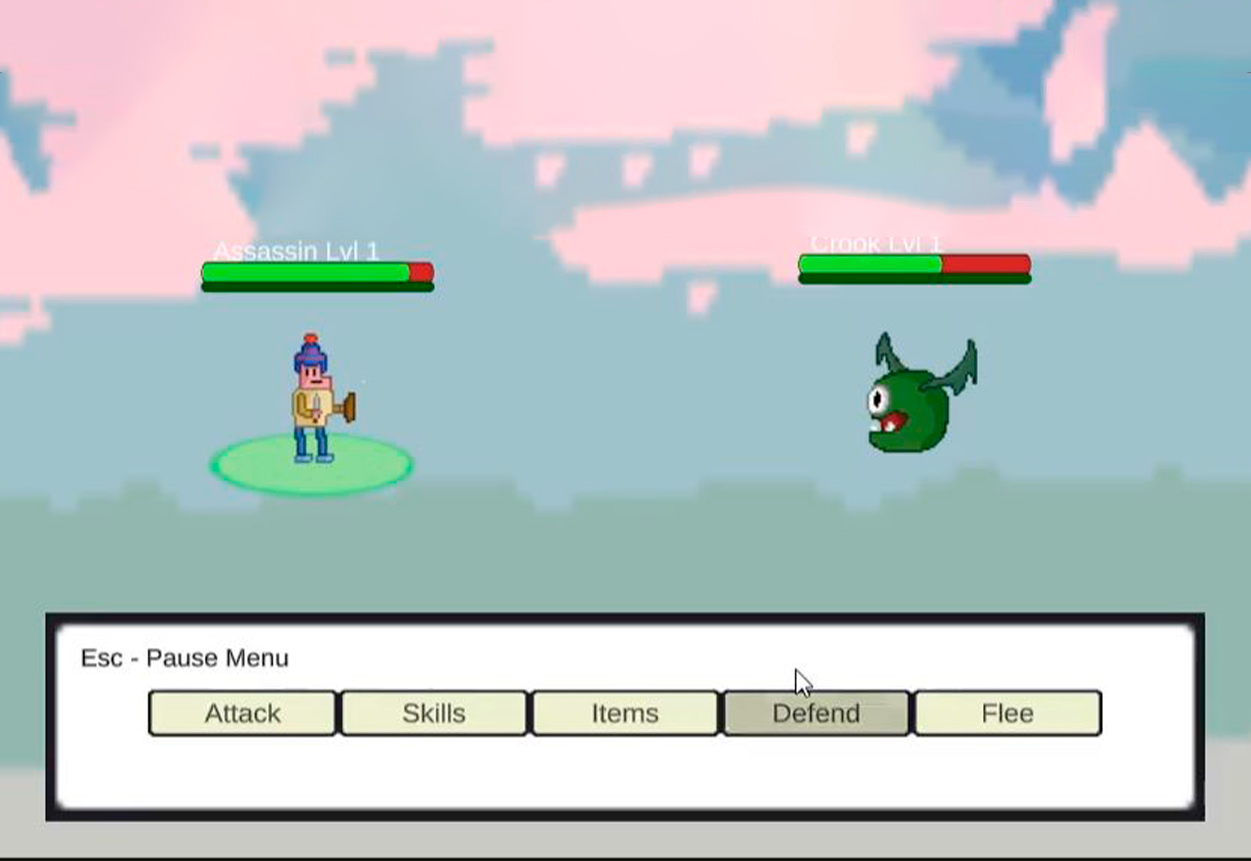 Assassin Lvl 1
Crook Lvl 1
Esc - Pause Menu
Attack
Skills
Items
Defend
Flee